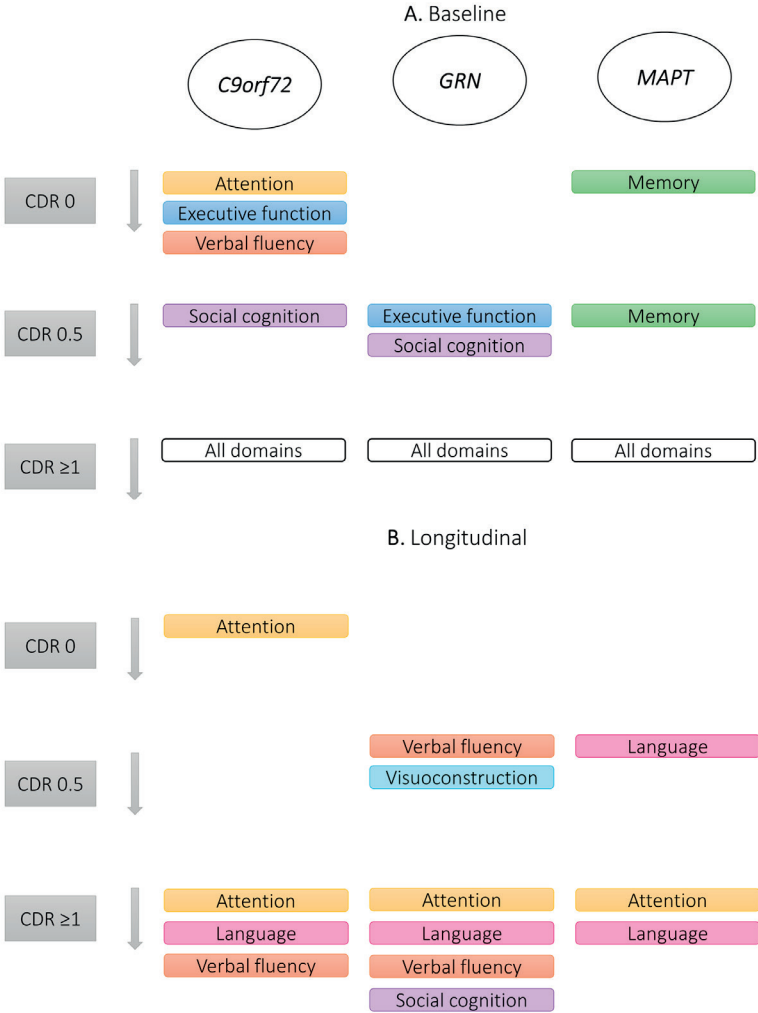 A. Baseline
C9orf72
GRN
MAPT
CDR 0
Attention
Executive function
Verbal fluency
Memory
CDR 0.5
Social cognition
Executive function
Social cognition
Memory
CDR ≥1
All domains
All domains
All domains
B. Longitudinal
CDR 0
Attention
CDR 0.5
Verbal fluency
Visuoconstruction
Language
CDR ≥1
Attention
Language
Verbal fluency
Attention
Language
Verbal fluency
Social cognition
Attention
Language